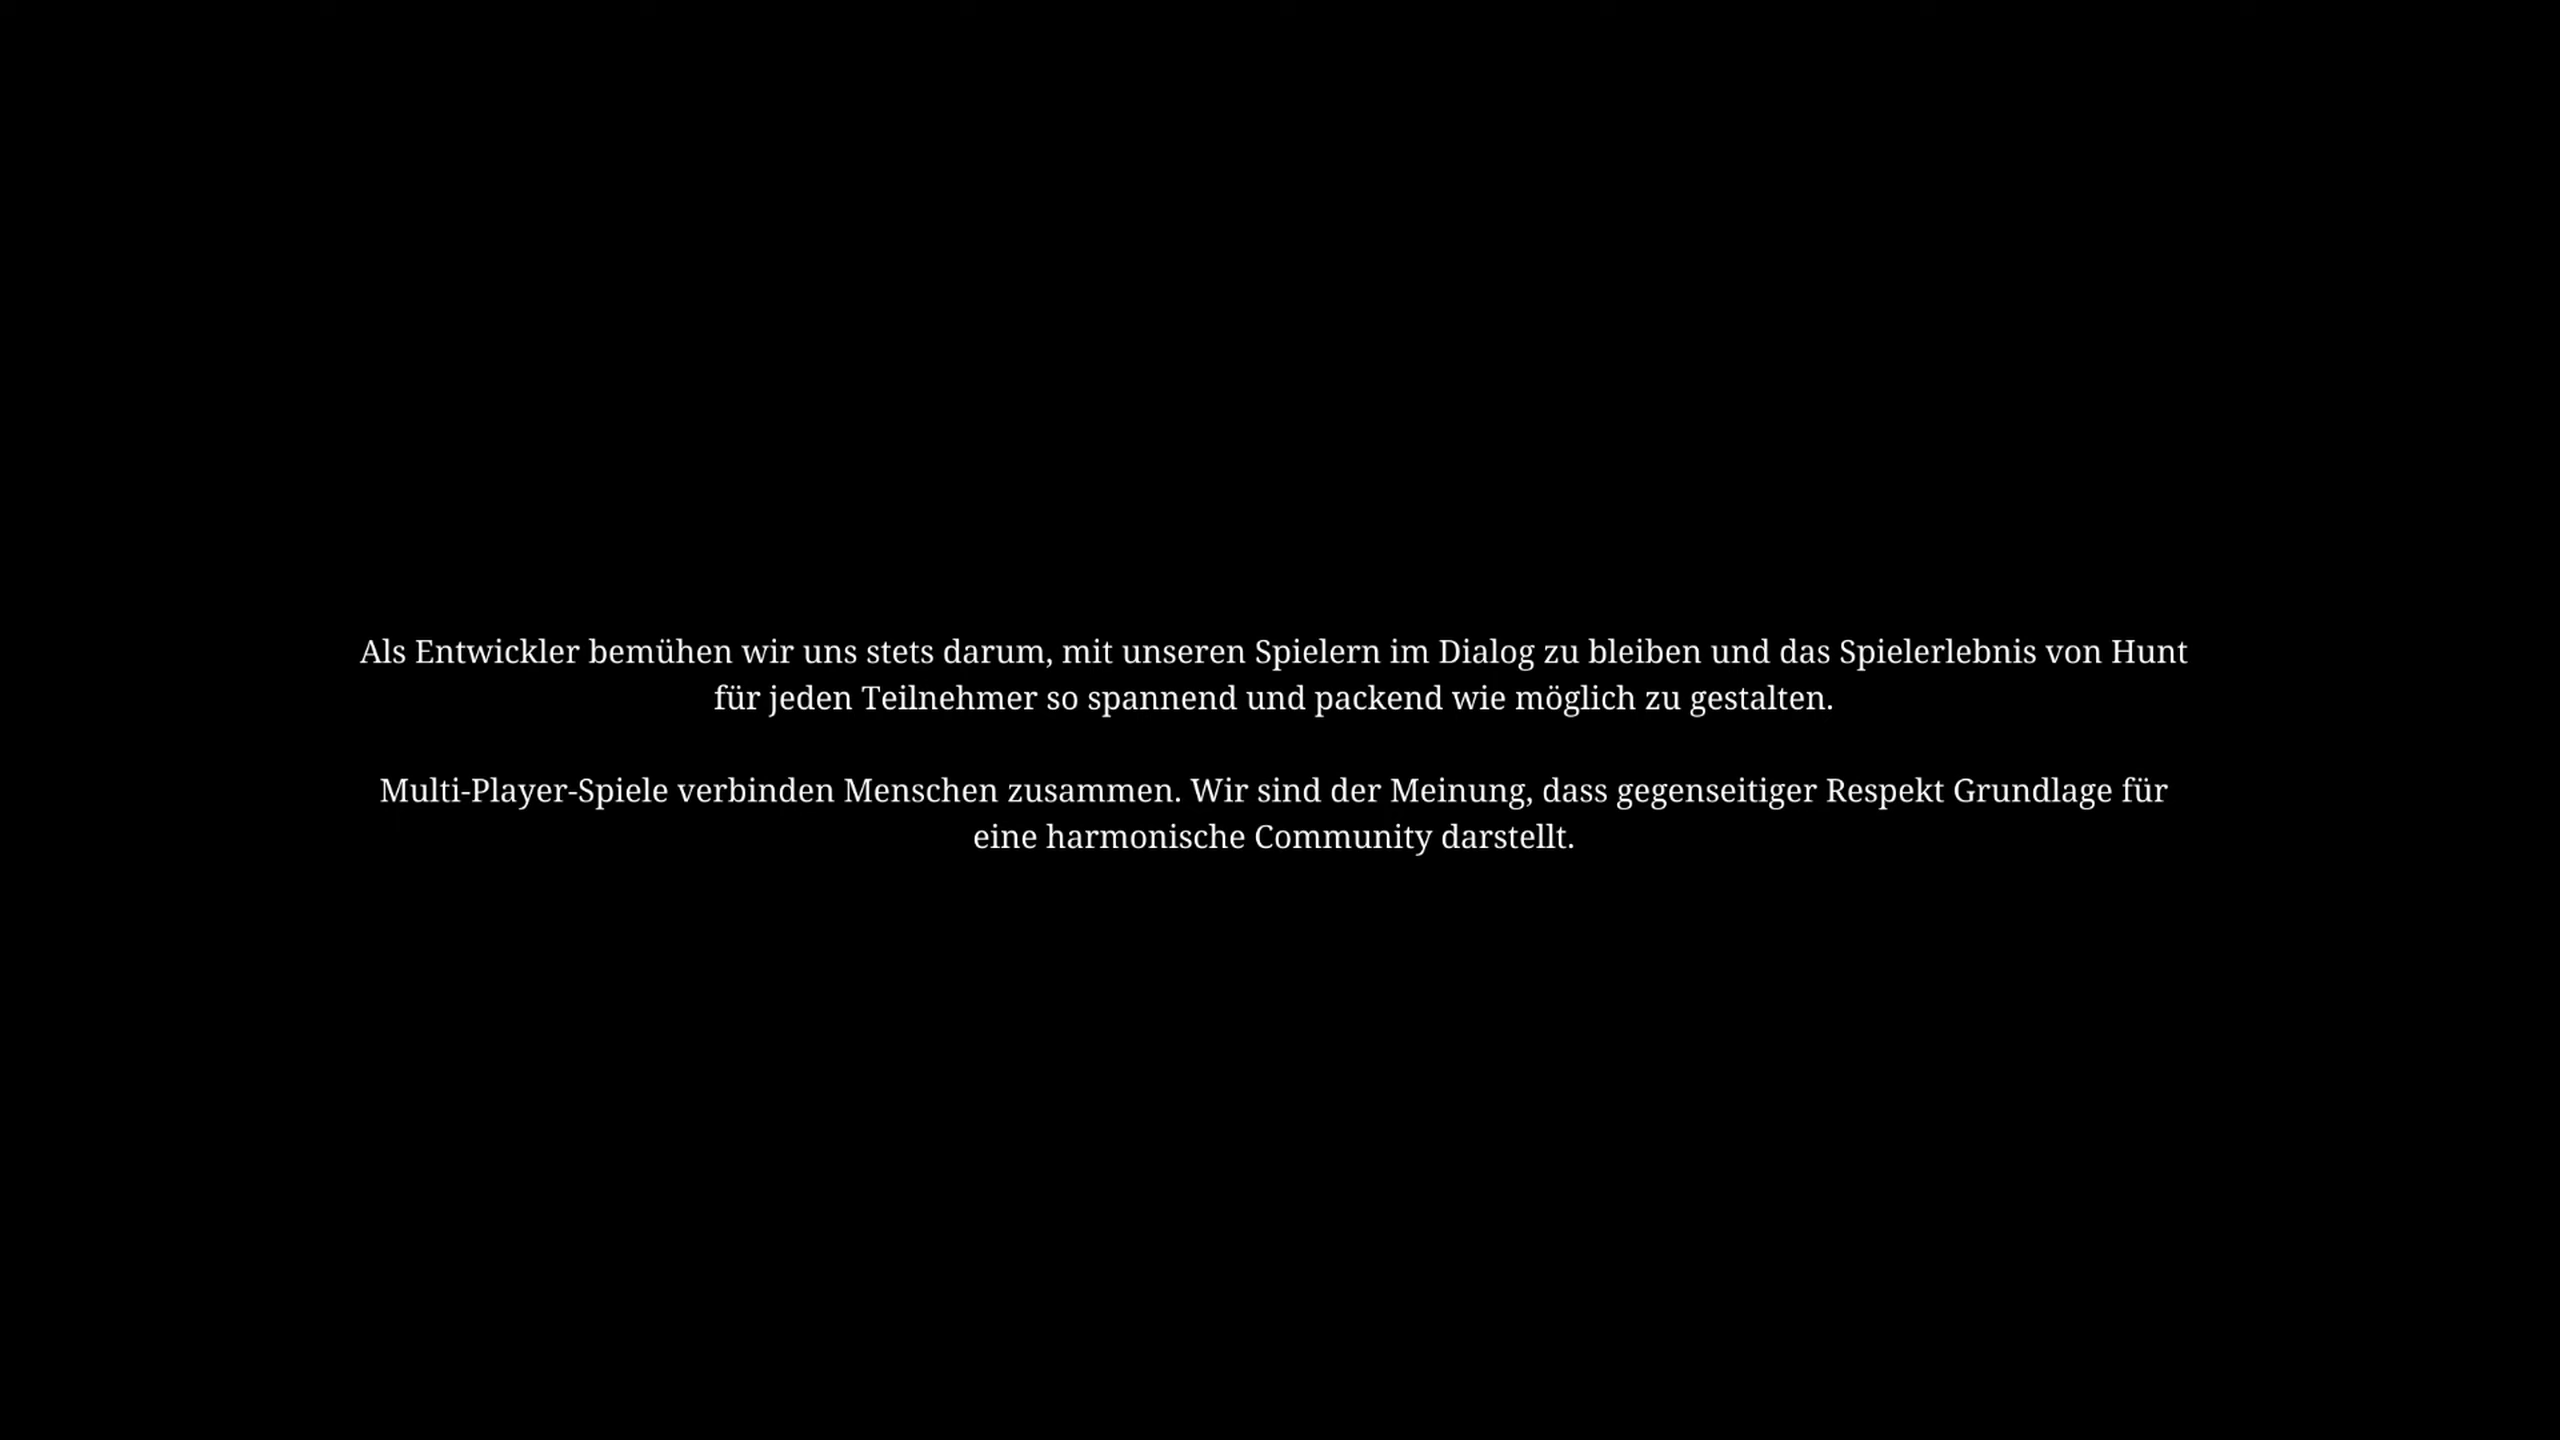 Als Entwickler bemühen wir uns stets darum, mit unseren Spielern im Dialog zu bleiben und das Spielerlebnis von Hunt
für jeden Teilnehmer so spannend und packend wie möglich zu gestalten.
Multi-Player-Spiele verbinden Menschen zusammen. Wir sind der Meinung, dass gegenseitiger Respekt Grundlage für
eine harmonische Community darstellt.